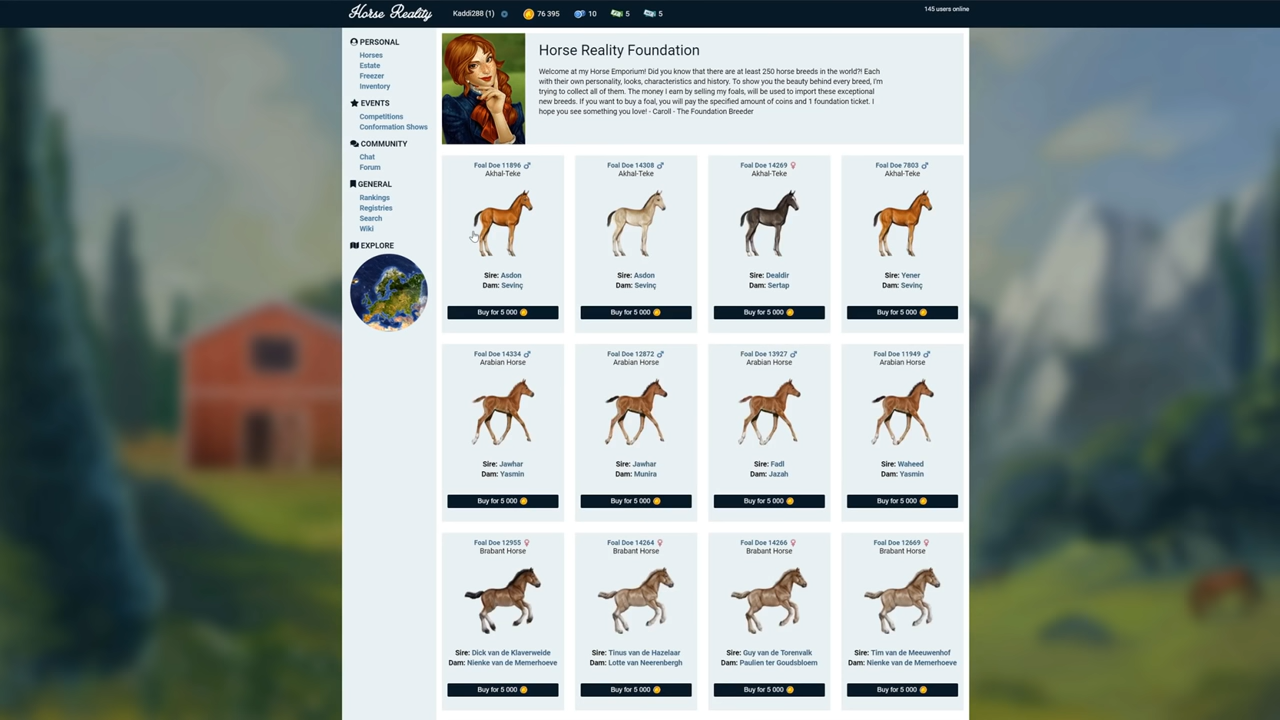 Horse Reality
Kaddi288 (1)
76 395
10
5
5
145 users online
PERSONAL
Horses
Estate
Freezer
Inventory
EVENTS
Competitions
Conformation Shows
COMMUNITY
Chat
Forum
GENERAL
Rankings
Registries
Search
Wiki
EXPLORE
Horse Reality Foundation
Welcome at my Horse Emporium! Did you know that there are at least 250 horse breeds in the world?! Each
with their own personality, looks, characteristics and history. To show you the beauty behind every breed, I'm
trying to collect all of them. The money I earn by selling my foals, will be used to import these exceptional
new breeds. If you want to buy a foal, you will pay the specified amount of coins and 1 foundation ticket. I
hope you see something you love! - Caroll - The Foundation Breeder
Foal Doe 11896 ♂
Akhal-Teke
Sire: Asdon
Dam: Sevinç
Buy for 5 000
Foal Doe 14308 ♂
Akhal-Teke
Sire: Asdon
Dam: Sevinç
Buy for 5 000
Foal Doe 14269 ♀
Akhal-Teke
Sire: Dealdir
Dam: Sertap
Buy for 5 000
Foal Doe 7803 ♂
Akhal-Teke
Sire: Yener
Dam: Sevinç
Buy for 5 000
Foal Doe 14334 ♂
Arabian Horse
Sire: Jawhar
Dam: Yasmin
Buy for 5 000
Foal Doe 12872 ♂
Arabian Horse
Sire: Jawhar
Dam: Munira
Buy for 5 000
Foal Doe 13927 ♂
Arabian Horse
Sire: Fadl
Dam: Jazah
Buy for 5 000
Foal Doe 11949 ♂
Arabian Horse
Sire: Waheed
Dam: Yasmin
Buy for 5 000
Foal Doe 12955 ♀
Brabant Horse
Sire: Dick van de Klaverweide
Dam: Nienke van de Memerhoeve
Buy for 5 000
Foal Doe 14264 ♀
Brabant Horse
Sire: Tinus van de Hazelaar
Dam: Lotte van Neerenbergh
Buy for 5 000
Foal Doe 14266 ♀
Brabant Horse
Sire: Guy van de Torenvalk
Dam: Paulien ter Goudsbloem
Buy for 5 000
Foal Doe 12669 ♀
Brabant Horse
Sire: Tim van de Meeuwenhof
Dam: Nienke van de Memerhoeve
Buy for 5 000